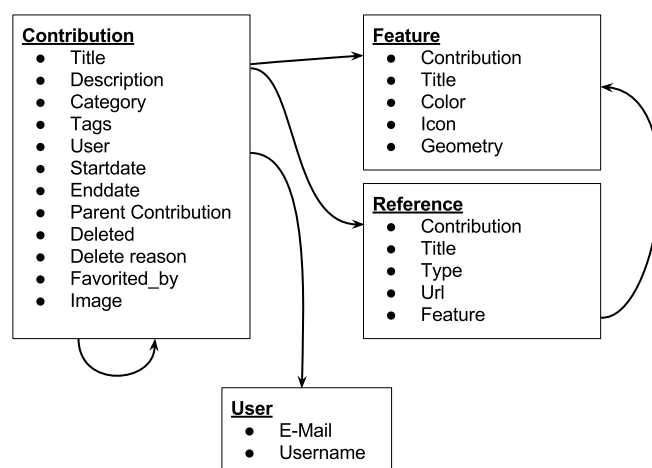 Contribution
● Title
● Description
● Category
● Tags
● User
● Startdate
● Enddate
● Parent Contribution
● Deleted
● Delete reason
● Favorited_by
● Image
Feature
● Contribution
● Title
● Color
● Icon
● Geometry
Reference
● Contribution
● Title
● Type
● Url
● Feature
User
● E-Mail
● Username